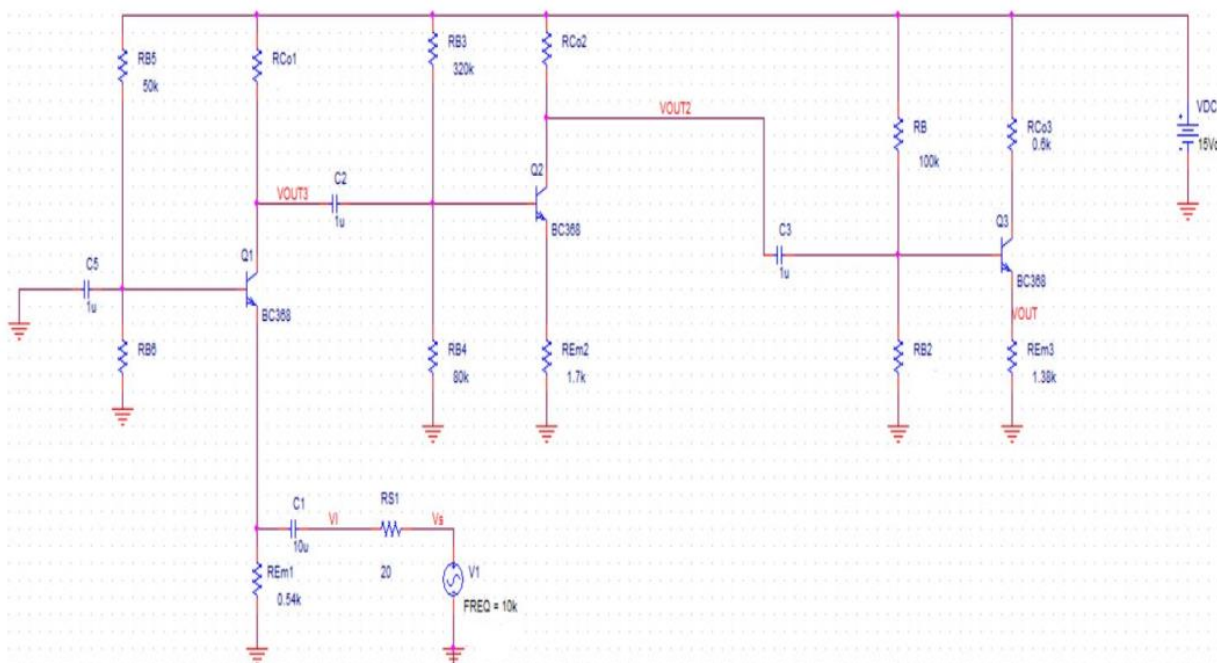 RB5
50k
RCo1
RB3
320k
RCo2
VOUT2
RB
100k
RCo3
0.6k
VDC
15Vd
VOUT3
C2
1u
Q2
BC368
C3
1u
Q3
BC368
VOUT
Q1
BC368
C5
1u
RB6
RB4
80k
REm2
1.7k
RB2
REm3
1.38k
C1
10u
VI
RS1
20
Vs
V1
FREQ = 10k
REm1
0.54k